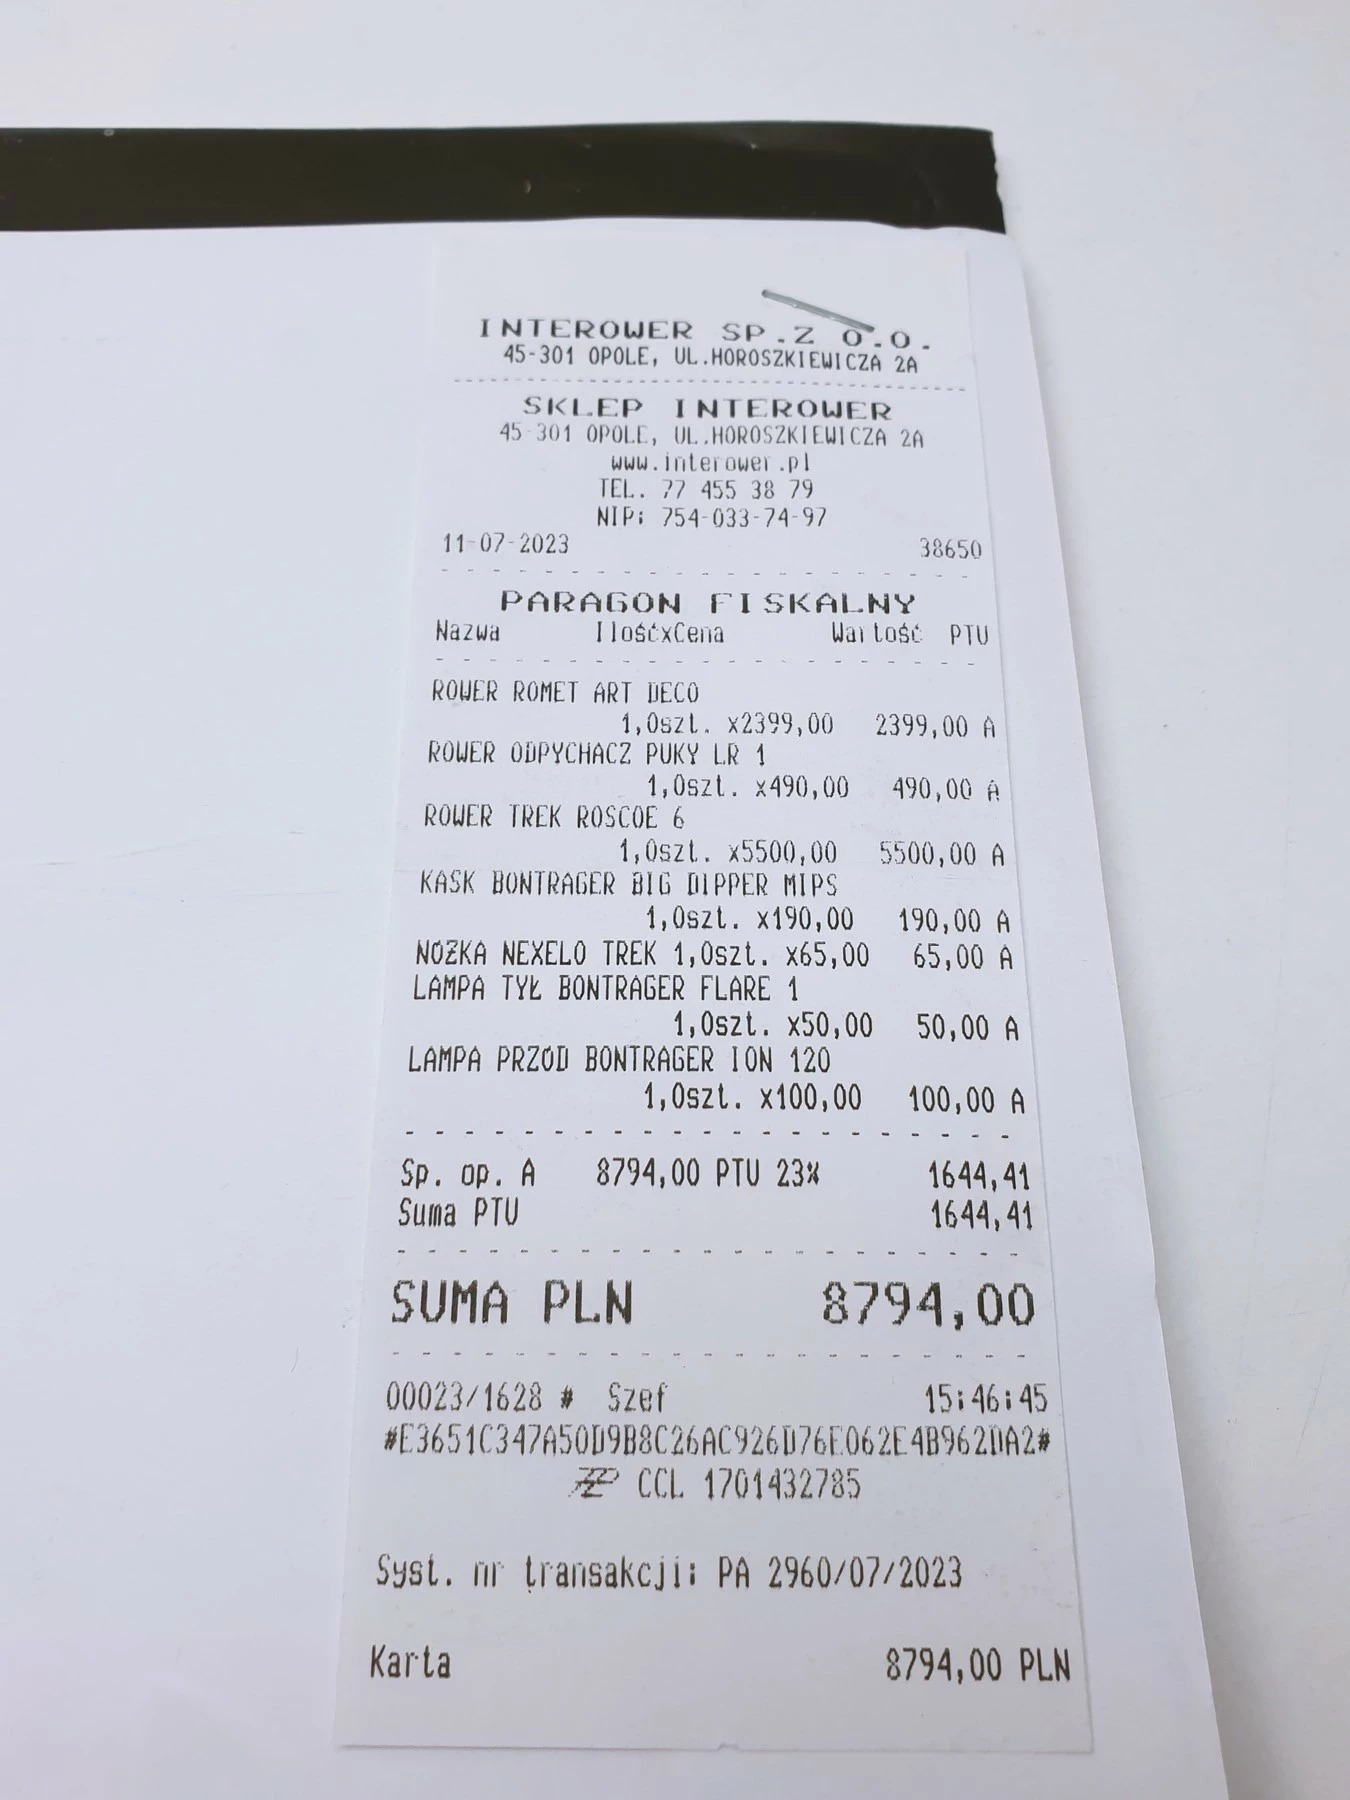 INTEROWER SP.Z O.O.
45-301 OPOLE, UL.HOROSZKIEWICZA 2A
SKLEP INTEROWER
45-301 OPOLE, UL.HOROSZKIEWICZA 2A
www.interower.pl
TEL. 77 455 38 79
NIP: 754-033-74-97
11-07-2023 38650
PARAGON FISKALNY
Nazwa IlośćxCena Wartość PTU
ROWER ROMET ART DECO
1,0szt. x2399,00 2399,00 A
ROWER ODPYCHACZ PUKY LR 1
1,0szt. x490,00 490,00 A
ROWER TREK ROSCOE 6
1,0szt. x5500,00 5500,00 A
KASK BONTRAGER BIG DIPPER MIPS
1,0szt. x190,00 190,00 A
NÓŻKA NEXELO TREK 1,0szt. x65,00 65,00 A
LAMPA TYŁ BONTRAGER FLARE 1
1,0szt. x50,00 50,00 A
LAMPA PRZÓD BONTRAGER ION 120
1,0szt. x100,00 100,00 A
Sp. op. A 8794,00 PTU 23% 1644,41
Suma PTU 1644,41
SUMA PLN 8794,00
00023/1628 # Szef 15:46:45
#E3651C347A50D9B8C26AC926D76E062E4B962DA2#
CCL 1701432785
Syst. nr transakcji: PA 2960/07/2023
Karta 8794,00 PLN